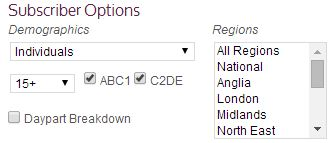 Subscriber Options
Demographics
Individuals
15+ ABC1 C2DE
Daypart Breakdown
Regions
All Regions
National
Anglia
London
Midlands
North East